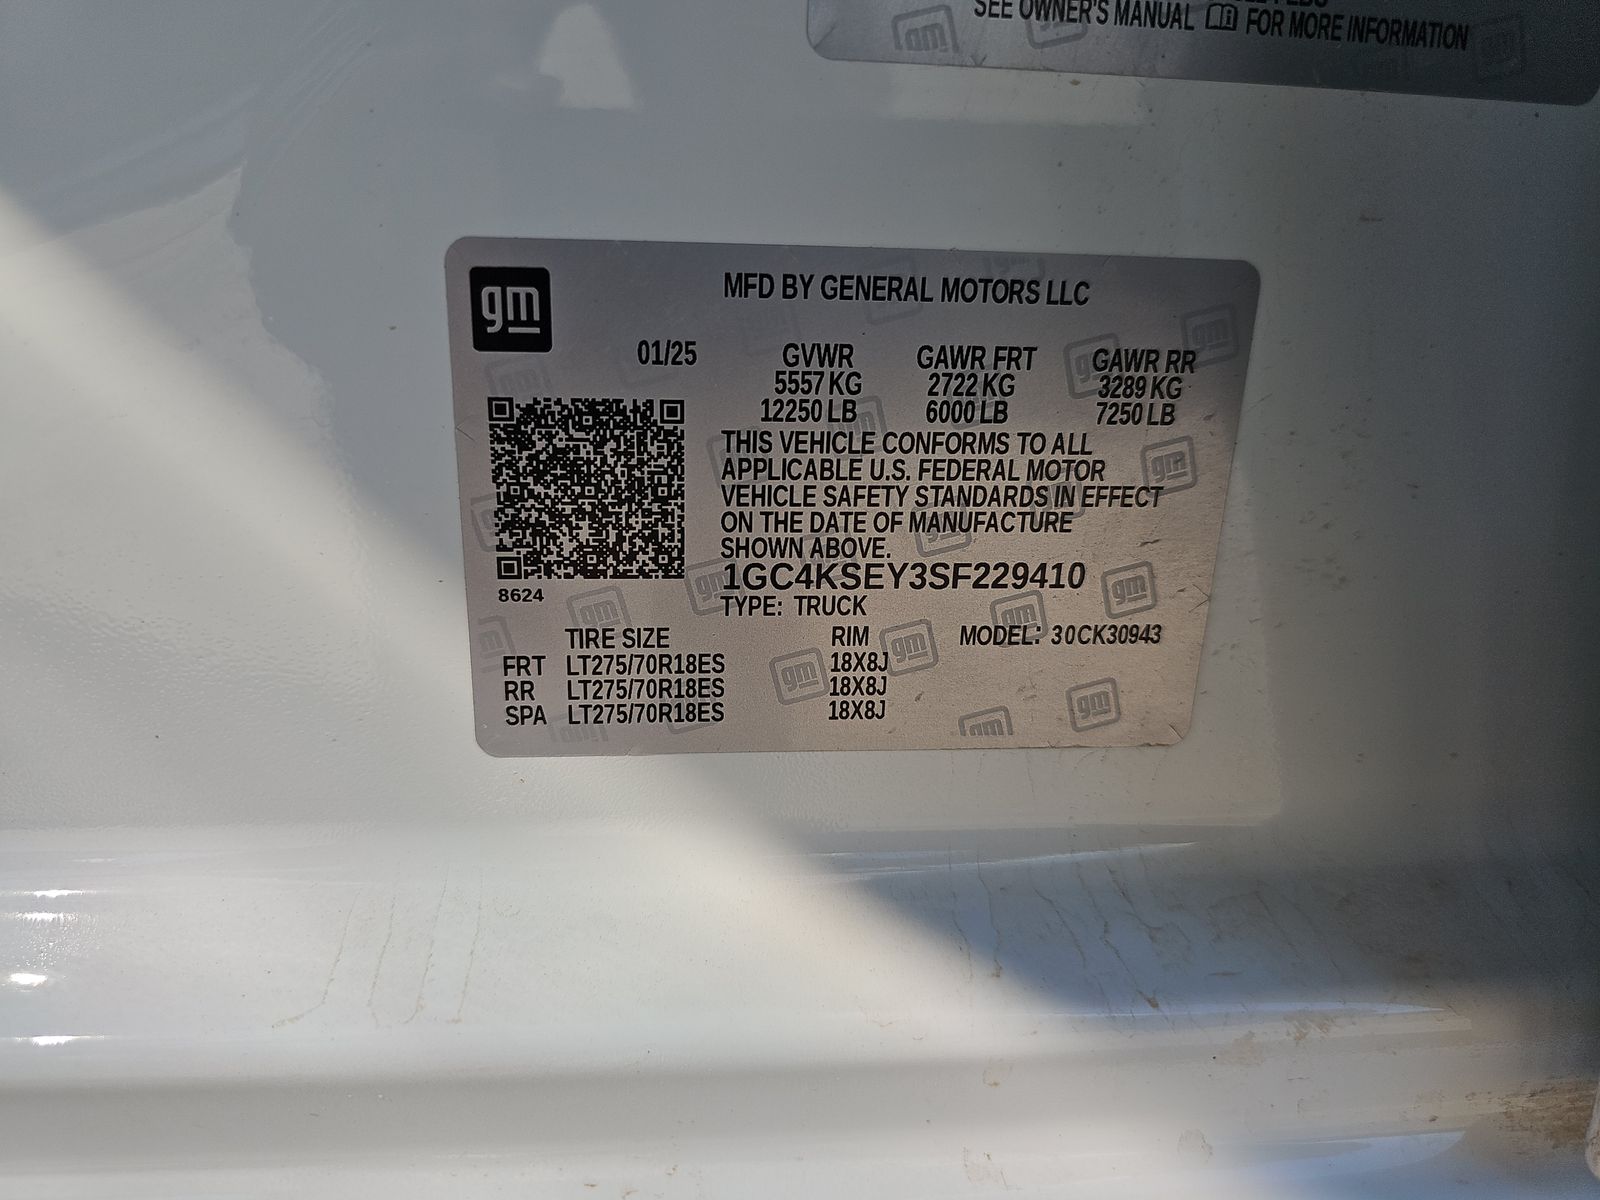 SEE OWNER'S MANUAL FOR MORE INFORMATION
gm
MFD BY GENERAL MOTORS LLC
01/25 GVWR GAWR FRT GAWR RR
5557 KG 2722 KG 3289 KG
12250 LB 6000 LB 7250 LB
THIS VEHICLE CONFORMS TO ALL
APPLICABLE U.S. FEDERAL MOTOR
VEHICLE SAFETY STANDARDS IN EFFECT
ON THE DATE OF MANUFACTURE
SHOWN ABOVE.
1GC4KSEY3SF229410
8624
TYPE: TRUCK
TIRE SIZE RIM MODEL: 30CK30943
FRT LT275/70R18ES 18X8J
RR LT275/70R18ES 18X8J
SPA LT275/70R18ES 18X8J